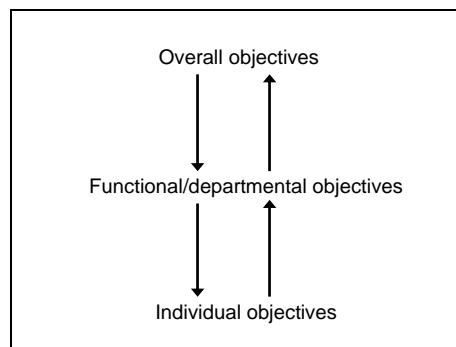 Overall objectives
Functional/departmental objectives
Individual objectives